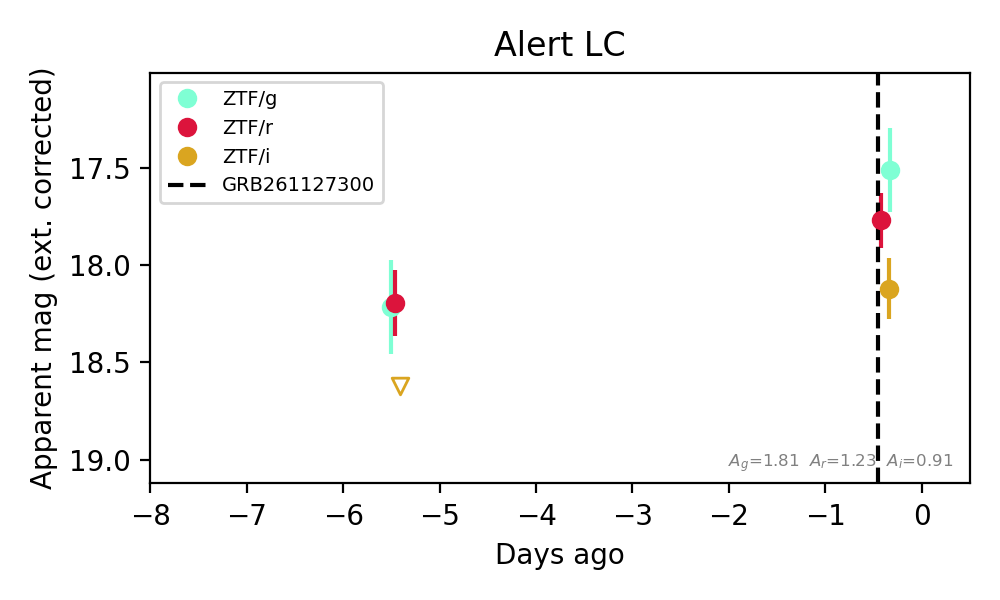 Alert LC
ZTF/g
ZTF/r
ZTF/i
GRB261127300
Apparent mag (ext. corrected)
17.5
18.0
18.5
19.0
A_g=1.81 A_r=1.23 A_i=0.91
−8 −7 −6 −5 −4 −3 −2 −1 0
Days ago